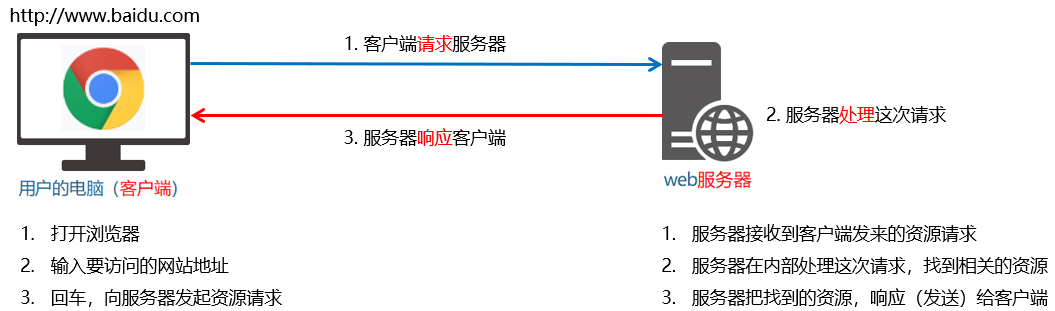 http://www.baidu.com
1. 客户端请求服务器
2. 服务器处理这次请求
3. 服务器响应客户端
用户的电脑（客户端）
web服务器
1. 打开浏览器
2. 输入要访问的网站地址
3. 回车，向服务器发起资源请求
1. 服务器接收到客户端发来的资源请求
2. 服务器在内部处理这次请求，找到相关的资源
3. 服务器把找到的资源，响应（发送）给客户端